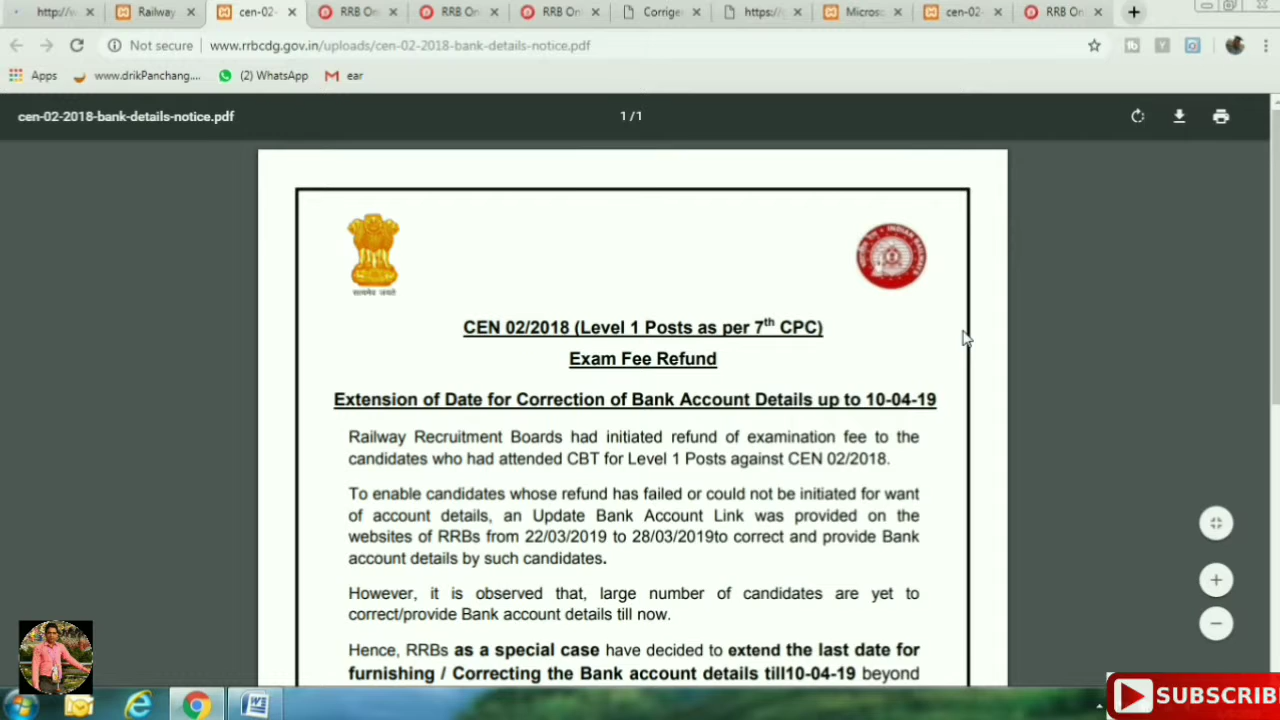 http://w
Railway
cen-02-
RRB On
RRB On
RRB On
Corrige
https:/
Micros
cen-02-
RRB On
Not secure
www.rrbcdg.gov.in/uploads/cen-02-2018-bank-details-notice.pdf
Apps
www.drikPanchang....
(2) WhatsApp
ear
cen-02-2018-bank-details-notice.pdf
1 / 1
सत्यमेव जयते
INDIAN RAILWAYS
CEN 02/2018 (Level 1 Posts as per 7th CPC)
Exam Fee Refund
Extension of Date for Correction of Bank Account Details up to 10-04-19
Railway Recruitment Boards had initiated refund of examination fee to the
candidates who had attended CBT for Level 1 Posts against CEN 02/2018.
To enable candidates whose refund has failed or could not be initiated for want
of account details, an Update Bank Account Link was provided on the
websites of RRBs from 22/03/2019 to 28/03/2019to correct and provide Bank
account details by such candidates.
However, it is observed that, large number of candidates are yet to
correct/provide Bank account details till now.
Hence, RRBs as a special case have decided to extend the last date for
furnishing / Correcting the Bank account details till10-04-19 beyond
SUBSCRIB